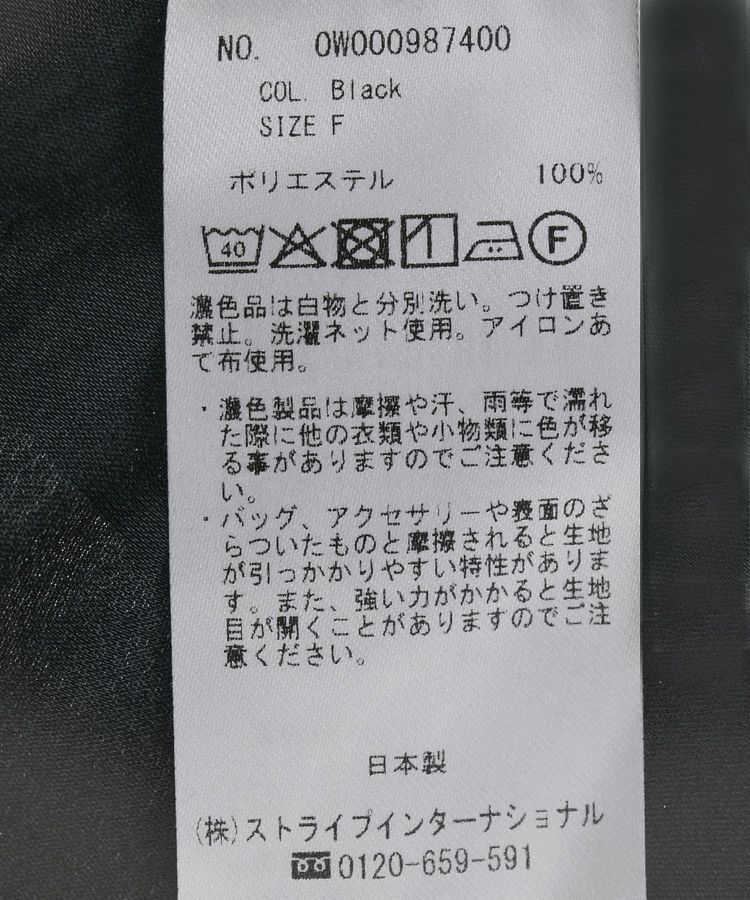 NO. OW000987400
COL. Black
SIZE F
ポリエステル 100%
40 F
濃色品は白物と分別洗い。つけ置き
禁止。洗濯ネット使用。アイロンあ
て布使用。
・濃色製品は摩擦や汗、雨等で濡れ
た際に他の衣類や小物類に色が移
る事がありますのでご注意くださ
い。
・バッグ、アクセサリーや表面のざ
らついたものと摩擦されると生地
が引っかかりやすい特性がありま
す。また、強い力がかかると生地
目が開くことがありますのでご注
意ください。
日本製
(株)ストライプインターナショナル
0120-659-591